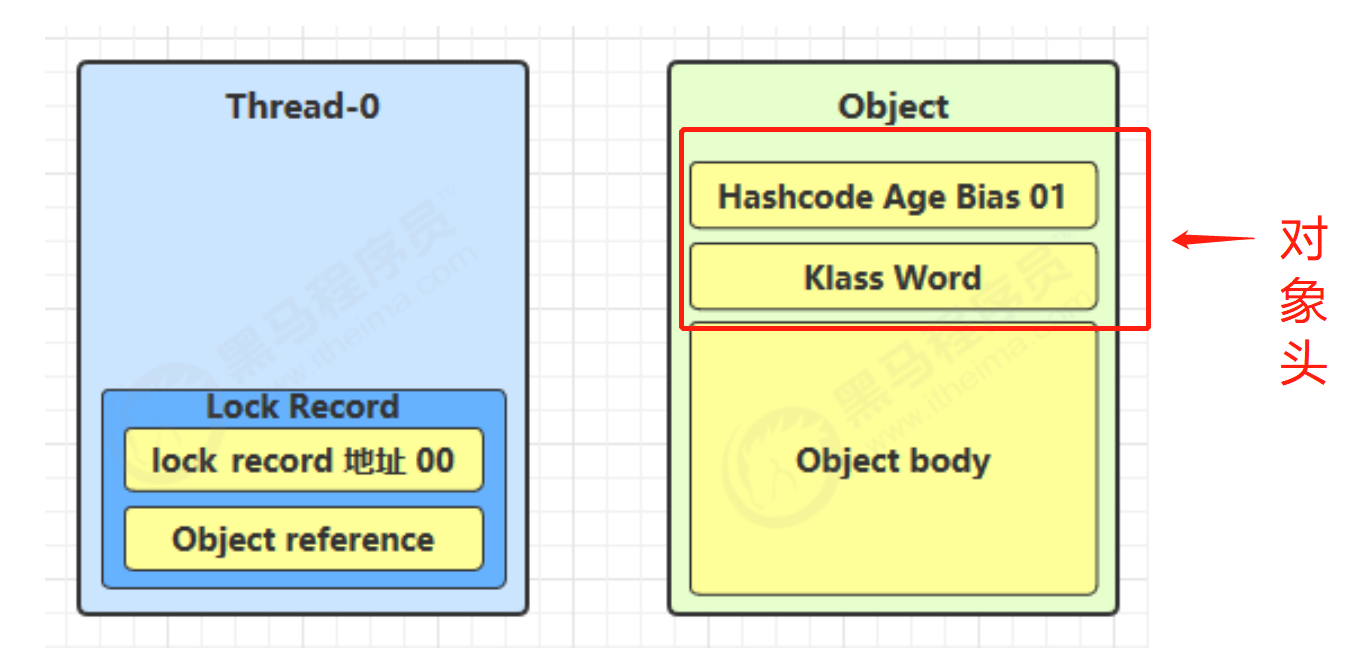 Thread-0
Lock Record
lock record 地址 00
Object reference
Object
Hashcode Age Bias 01
Klass Word
Object body
对象头
黑马程序员
www.itheima.com
黑马程序员
www.itheima.com